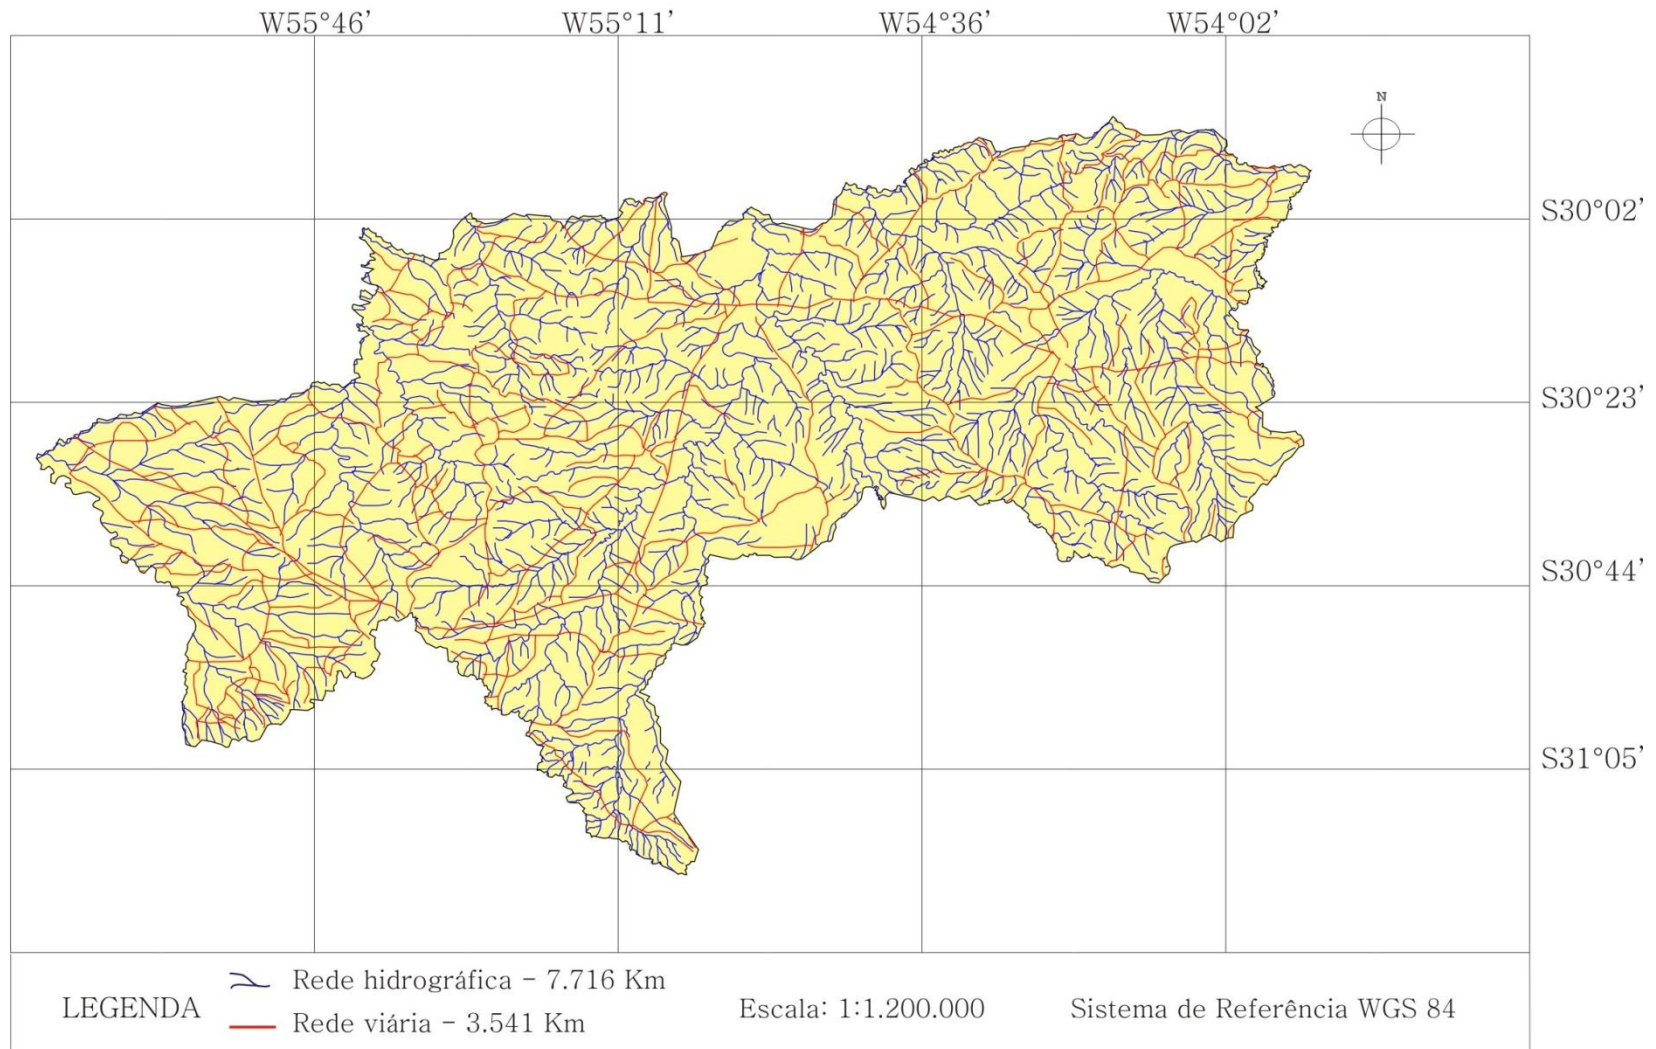 W55°46’ W55°11’ W54°36’ W54°02’
N
S30°02’
S30°23’
S30°44’
S31°05’
Rede hidrográfica - 7.716 Km
LEGENDA Escala: 1:1.200.000 Sistema de Referência WGS 84
Rede viária - 3.541 Km